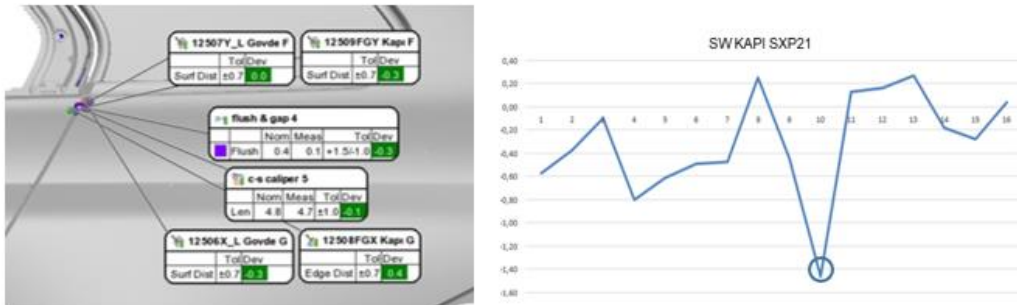 12507Y_L Govde F
Tol Dev
Surf Dist ±0.7 0.0
12509FGY Kapı F
Tol Dev
Surf Dist ±0.7 -0.3
flush & gap 4
Nom Meas Tol Dev
Flush 0.4 0.1 +1.5/-1.0 -0.3
c-s caliper 5
Nom Meas Tol Dev
Len 4.8 4.7 ±1.0 -0.1
12506X_L Govde G
Tol Dev
Surf Dist ±0.7 -0.3
12508FGX Kapı G
Tol Dev
Edge Dist ±0.7 0.4
SW KAPI SXP21
0,40
0,20
0,00
-0,20
-0,40
-0,60
-0,80
-1,00
-1,20
-1,40
-1,60
1 2 3 4 5 6 7 8 9 10 11 12 13 14 15 16